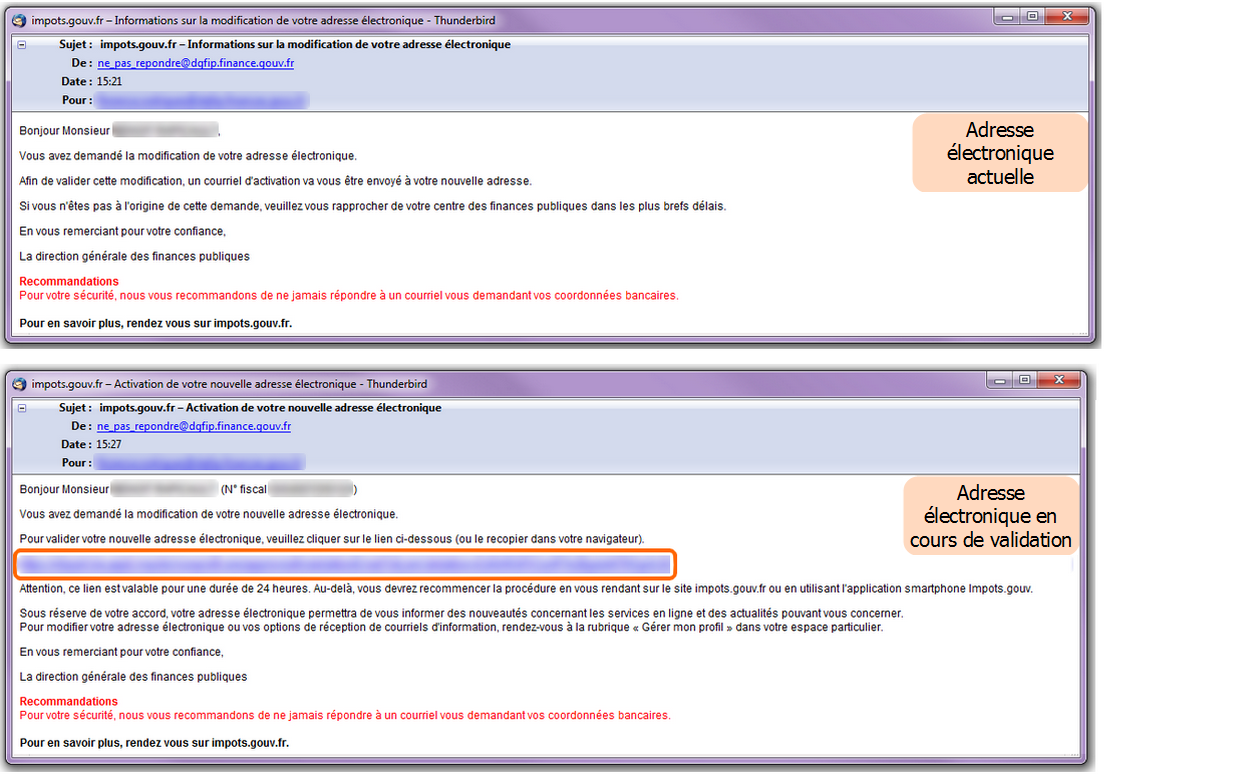 impots.gouv.fr – Informations sur la modification de votre adresse électronique - Thunderbird
Sujet : impots.gouv.fr – Informations sur la modification de votre adresse électronique
De : ne_pas_repondre@dgfip.finance.gouv.fr
Date : 15:21
Pour :
Bonjour Monsieur ,
Vous avez demandé la modification de votre adresse électronique.
Afin de valider cette modification, un courriel d'activation va vous être envoyé à votre nouvelle adresse.
Si vous n'êtes pas à l'origine de cette demande, veuillez vous rapprocher de votre centre des finances publiques dans les plus brefs délais.
En vous remerciant pour votre confiance,
La direction générale des finances publiques
Recommandations
Pour votre sécurité, nous vous recommandons de ne jamais répondre à un courriel vous demandant vos coordonnées bancaires.
Pour en savoir plus, rendez vous sur impots.gouv.fr.
Adresse
électronique
actuelle
impots.gouv.fr – Activation de votre nouvelle adresse électronique - Thunderbird
Sujet : impots.gouv.fr – Activation de votre nouvelle adresse électronique
De : ne_pas_repondre@dgfip.finance.gouv.fr
Date : 15:27
Pour :
Bonjour Monsieur (N° fiscal )
Vous avez demandé la modification de votre nouvelle adresse électronique.
Pour valider votre nouvelle adresse électronique, veuillez cliquer sur le lien ci-dessous (ou le recopier dans votre navigateur).
Attention, ce lien est valable pour une durée de 24 heures. Au-delà, vous devrez recommencer la procédure en vous rendant sur le site impots.gouv.fr ou en utilisant l'application smartphone Impots.gouv.
Sous réserve de votre accord, votre adresse électronique permettra de vous informer des nouveautés concernant les services en ligne et des actualités pouvant vous concerner.
Pour modifier votre adresse électronique ou vos options de réception de courriels d'information, rendez-vous à la rubrique « Gérer mon profil » dans votre espace particulier.
En vous remerciant pour votre confiance,
La direction générale des finances publiques
Recommandations
Pour votre sécurité, nous vous recommandons de ne jamais répondre à un courriel vous demandant vos coordonnées bancaires.
Pour en savoir plus, rendez vous sur impots.gouv.fr.
Adresse
électronique en
cours de validation